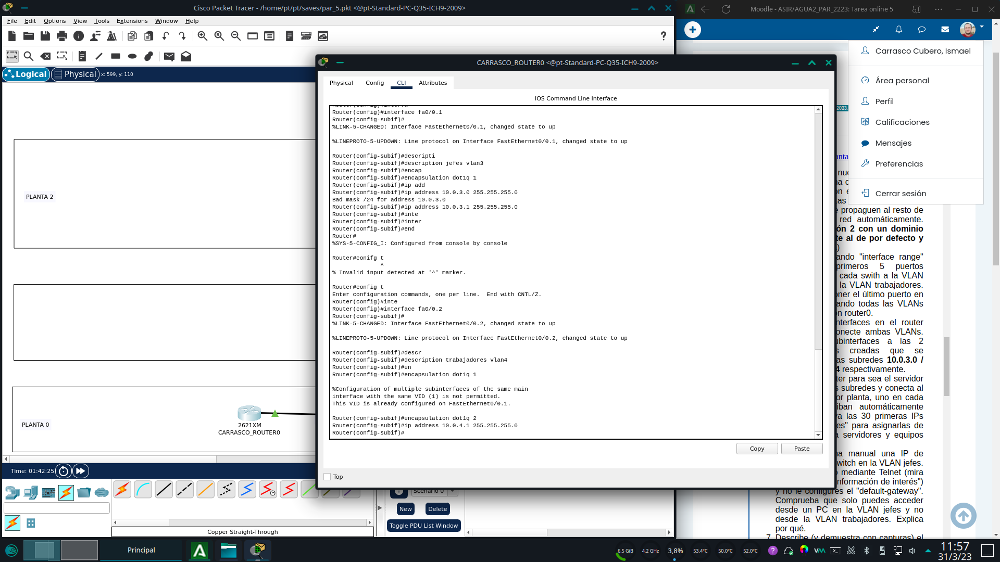 Cisco Packet Tracer - /home/pt/pt/saves/par_5.pkt <@pt-Standard-PC-Q35-ICH9-2009>
File Edit Options View Tools Extensions Window Help
?
Logical
Physical
x: 599, y: 110
PLANTA 2
PLANTA 0
2621XM
CARRASCO_ROUTER0
Time: 01:42:25
Copper Straight-Through
Scenario 0
New
Delete
Toggle PDU List Window
CARRASCO_ROUTER0 <@pt-Standard-PC-Q35-ICH9-2009>
Physical Config CLI Attributes
IOS Command Line Interface
Router(config)#interface fa0/0.1
Router(config-subif)#
%LINK-5-CHANGED: Interface FastEthernet0/0.1, changed state to up
%LINEPROTO-5-UPDOWN: Line protocol on Interface FastEthernet0/0.1, changed state to up
Router(config-subif)#descripti
Router(config-subif)#description jefes vlan3
Router(config-subif)#encap
Router(config-subif)#encapsulation dot1q 1
Router(config-subif)#ip add
Router(config-subif)#ip address 10.0.3.0 255.255.255.0
Bad mask /24 for address 10.0.3.0
Router(config-subif)#ip address 10.0.3.1 255.255.255.0
Router(config-subif)#inte
Router(config-subif)#inter
Router(config-subif)#end
Router#
%SYS-5-CONFIG_I: Configured from console by console
Router#conifg t
^
% Invalid input detected at '^' marker.
Router#config t
Enter configuration commands, one per line.  End with CNTL/Z.
Router(config)#inte
Router(config)#interface fa0/0.2
Router(config-subif)#
%LINK-5-CHANGED: Interface FastEthernet0/0.2, changed state to up
%LINEPROTO-5-UPDOWN: Line protocol on Interface FastEthernet0/0.2, changed state to up
Router(config-subif)#descr
Router(config-subif)#description trabajadores vlan4
Router(config-subif)#en
Router(config-subif)#encapsulation dot1q 1
%Configuration of multiple subinterfaces of the same main
interface with the same VID (1) is not permitted.
This VID is already configured on FastEthernet0/0.1.
Router(config-subif)#encapsulation dot1q 2
Router(config-subif)#ip address 10.0.4.1 255.255.255.0
Router(config-subif)#
Copy
Paste
Top
Moodle - ASIR/AGUA2_PAR_2223: Tarea online 5
Carrasco Cubero, Ismael
Área personal
Perfil
Calificaciones
Mensajes
Preferencias
Cerrar sesión
2023,
anta
nue
a c
n e
as
e propaguen al resto de
red automáticamente.
ón 2 con un dominio
te al de por defecto y
)
ando "interface range"
primeros 5 puertos
cada swith a la VLAN
la VLAN trabajadores.
oner el último puerto en
ando todas las VLANs
on router0.
nterfaces en el router
onecte ambas VLANs.
ubinterfaces a las 2
s creadas que se
as subredes 10.0.3.0 /
4 respectivamente.
ter para sea el servidor
s subredes y conecta al
or planta, uno en cada
iban automáticamente
va las 30 primeras IPs
es" para asignarlas de
a servidores y equipos
na manual una IP de
switch en la VLAN jefes.
o mediante Telnet (mira
nformación de interés")
y no le configures el "default-gateway".
Comprueba que solo puedes acceder
desde un PC en la VLAN jefes y no
desde la VLAN trabajadores. Explica
por qué.
7. Describe (y demuestra con capturas) el
Principal
6,5 GiB
4,2 GHz
3,8%
53,4°C
50,0°C
52,0°C
11:57
31/3/23